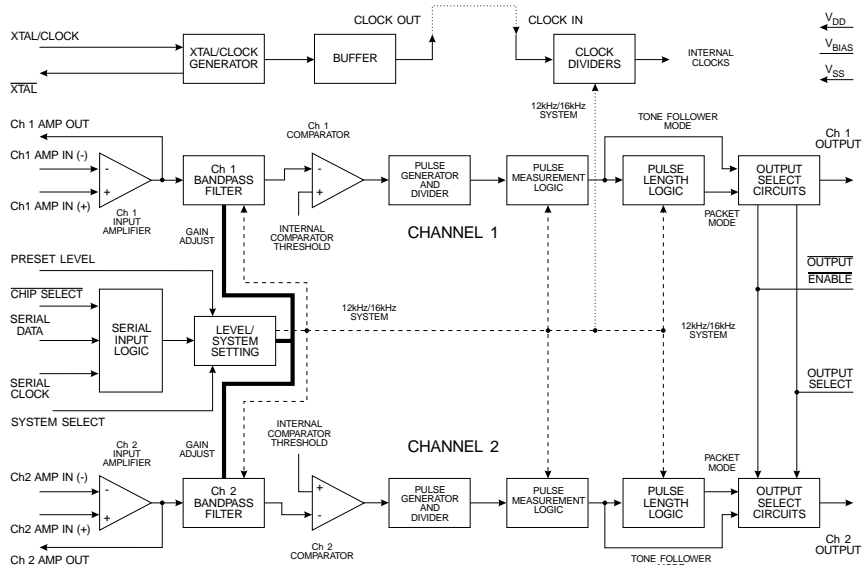 CLOCK OUT
CLOCK IN
XTAL/CLOCK
XTAL
XTAL/CLOCK
GENERATOR
BUFFER
CLOCK
DIVIDERS
INTERNAL
CLOCKS
VDD
VBIAS
VSS
12kHz/16kHz
SYSTEM
Ch 1 AMP OUT
Ch1 AMP IN (-)
Ch1 AMP IN (+)
-
+
Ch 1
INPUT
AMPLIFIER
Ch 1
BANDPASS
FILTER
Ch 1
COMPARATOR
-
+
INTERNAL
COMPARATOR
THRESHOLD
PULSE
GENERATOR
AND
DIVIDER
PULSE
MEASUREMENT
LOGIC
TONE FOLLOWER
MODE
PULSE
LENGTH
LOGIC
PACKET
MODE
OUTPUT
SELECT
CIRCUITS
Ch 1
OUTPUT
GAIN
ADJUST
CHANNEL 1
PRESET LEVEL
CHIP SELECT
SERIAL
DATA
SERIAL
CLOCK
SERIAL
INPUT
LOGIC
LEVEL/
SYSTEM
SETTING
SYSTEM SELECT
12kHz/16kHz
SYSTEM
12kHz/16kHz
SYSTEM
OUTPUT
ENABLE
OUTPUT
SELECT
GAIN
ADJUST
CHANNEL 2
Ch 2
INPUT
AMPLIFIER
Ch2 AMP IN (-)
Ch2 AMP IN (+)
Ch 2 AMP OUT
-
+
Ch 2
BANDPASS
FILTER
INTERNAL
COMPARATOR
THRESHOLD
+
-
Ch 2
COMPARATOR
PULSE
GENERATOR
AND
DIVIDER
PULSE
MEASUREMENT
LOGIC
PULSE
LENGTH
LOGIC
PACKET
MODE
OUTPUT
SELECT
CIRCUITS
Ch 2
OUTPUT
TONE FOLLOWER